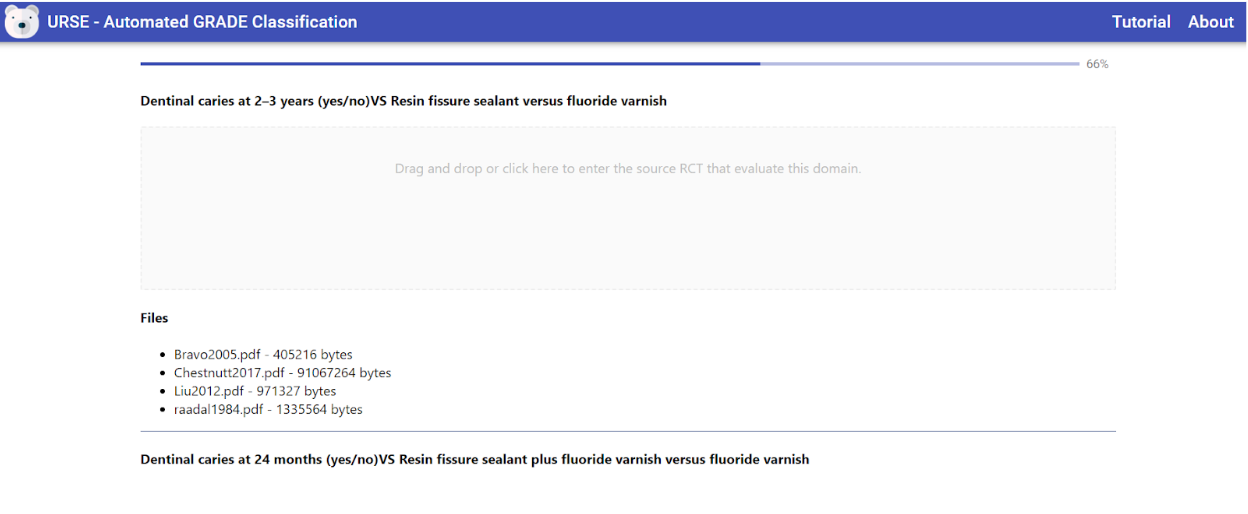 URSE - Automated GRADE Classification
Tutorial About
66%
Dentinal caries at 2–3 years (yes/no)VS Resin fissure sealant versus fluoride varnish
Drag and drop or click here to enter the source RCT that evaluate this domain.
Files
• Bravo2005.pdf - 405216 bytes
• Chestnutt2017.pdf - 91067264 bytes
• Liu2012.pdf - 971327 bytes
• raadal1984.pdf - 1335564 bytes
Dentinal caries at 24 months (yes/no)VS Resin fissure sealant plus fluoride varnish versus fluoride varnish